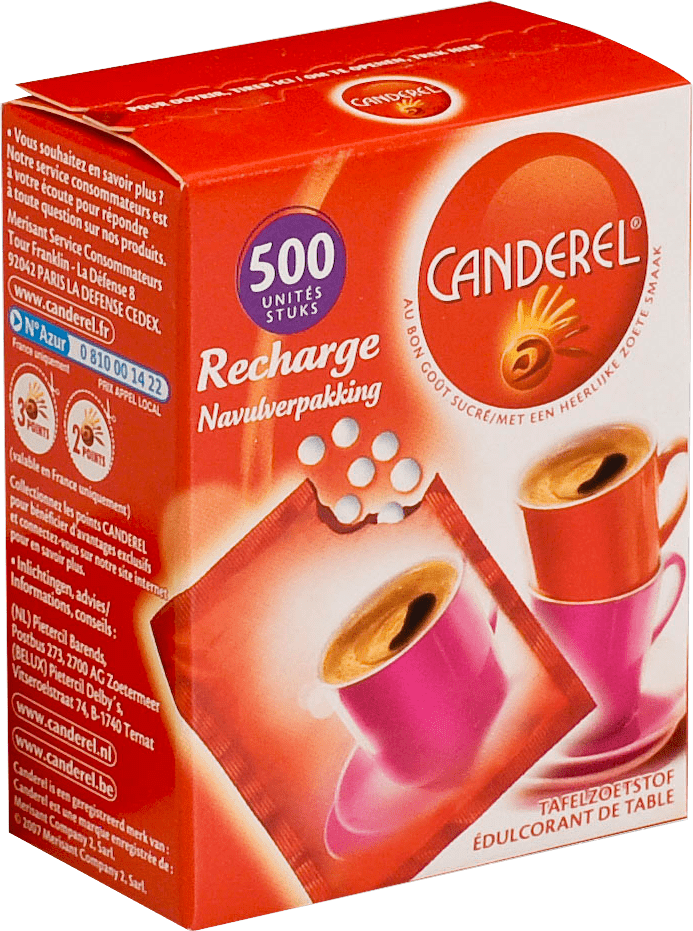 POUR OUVRIR, TIRER ICI / OM TE OPENEN, TREK HIER
CANDEREL
• Vous souhaitez en savoir plus ?
Notre service consommateurs est
à votre écoute pour répondre
à toute question sur nos produits.
Merisant Service Consommateurs
Tour Franklin - La Défense 8
92042 PARIS LA DEFENSE CEDEX.
www.canderel.fr
N° Azur 0 810 00 14 22
France uniquement
PRIX APPEL LOCAL
3 POINTS
2 POINTS
(valable en France uniquement)
Collectionnez les points CANDEREL
pour bénéficier d'avantages exclusifs
et connectez-vous sur notre site internet
pour en savoir plus.
• Inlichtingen, advies/
Informations, conseils :
(NL) Pietercil Barends,
Postbus 273, 2700 AG Zoetermeer
(BELUX) Pietercil Delby's,
Vitseroelstraat 74, B-1740 Ternat
www.canderel.nl
www.canderel.be
Canderel is een geregistreerd merk van :
Canderel est une marque enregistrée de :
Merisant Company 2, Sarl.
© 2007 Merisant Company 2, Sarl.
500
UNITÉS
STUKS
Recharge
Navulverpakking
CANDEREL®
AU BON GOÛT SUCRÉ/MET EEN HEERLIJKE ZOETE SMAAK
TAFELZOETSTOF
ÉDULCORANT DE TABLE